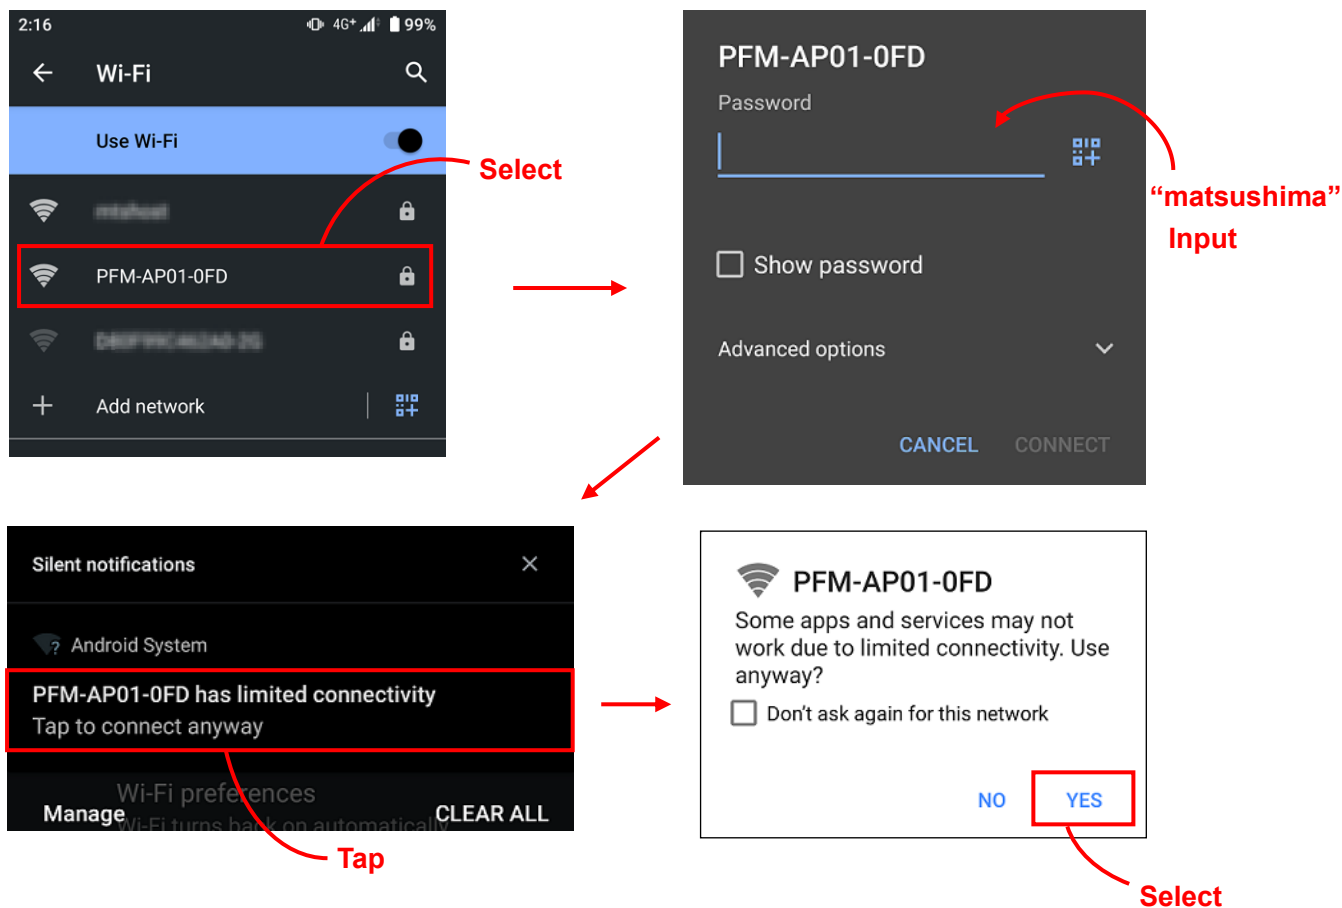 2:16
4G+
99%
Wi-Fi
Use Wi-Fi
Select
PFM-AP01-0FD
Add network
PFM-AP01-0FD
Password
“matsushima”
Input
Show password
Advanced options
CANCEL CONNECT
Silent notifications
Android System
PFM-AP01-0FD has limited connectivity
Tap to connect anyway
Wi-Fi preferences
Manage
CLEAR ALL
Wi-Fi turns back on automatically
Tap
PFM-AP01-0FD
Some apps and services may not
work due to limited connectivity. Use
anyway?
Don't ask again for this network
NO YES
Select